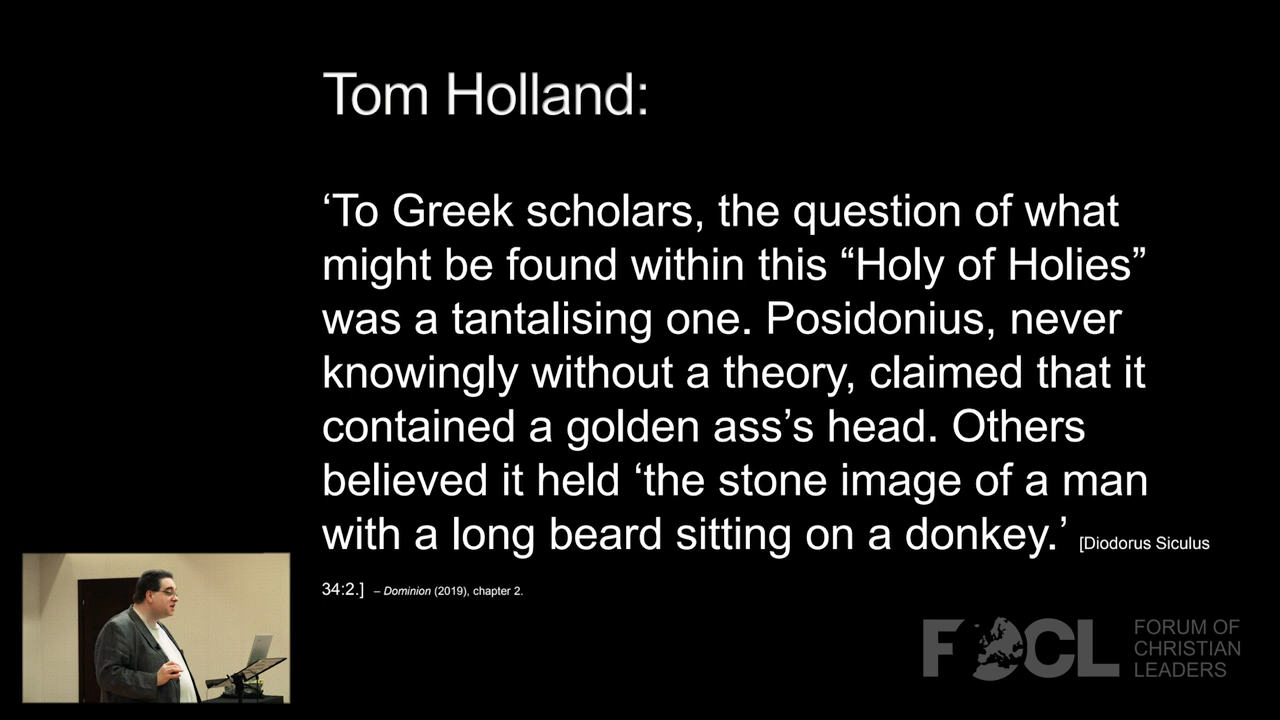 Tom Holland:
‘To Greek scholars, the question of what
might be found within this “Holy of Holies”
was a tantalising one. Posidonius, never
knowingly without a theory, claimed that it
contained a golden ass’s head. Others
believed it held ‘the stone image of a man
with a long beard sitting on a donkey.’ [Diodorus Siculus
34:2.] – Dominion (2019), chapter 2.
FOCL
FORUM OF
CHRISTIAN
LEADERS